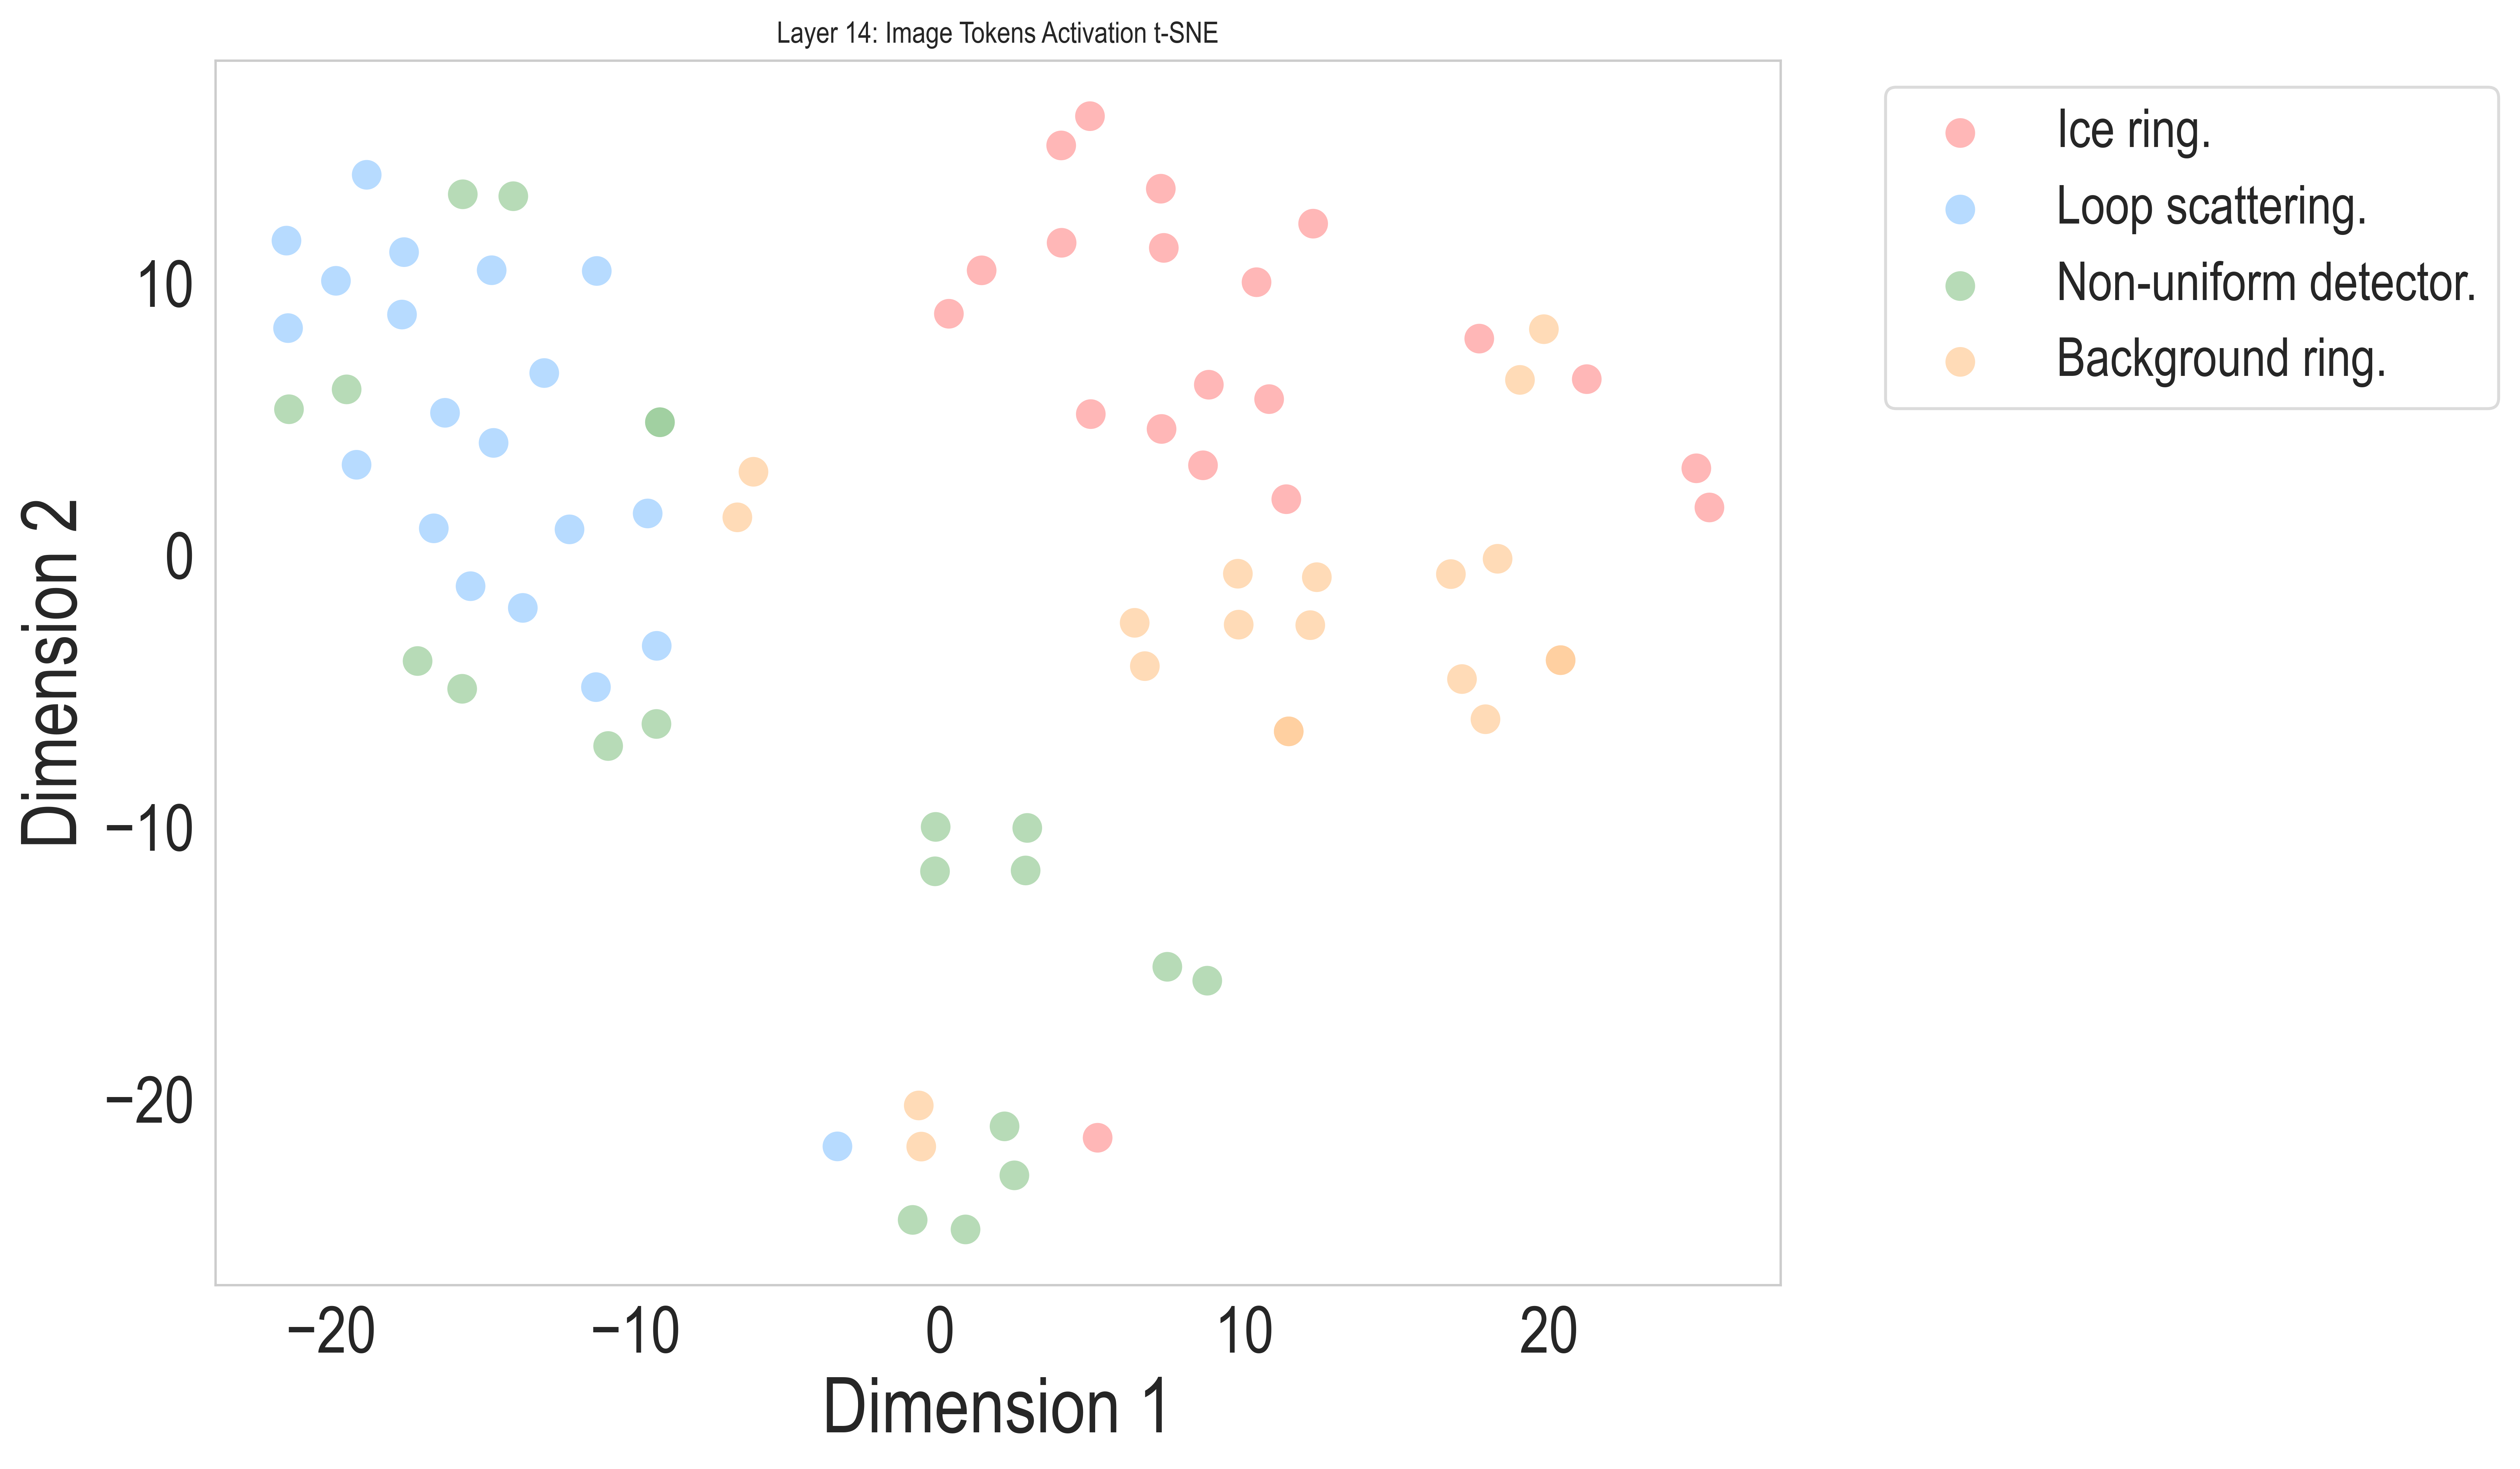 Layer 14: Image Tokens Activation t-SNE
Ice ring.
Loop scattering.
Non-uniform detector.
Background ring.
Dimension 2
10
0
−10
−20
−20
−10
0
10
20
Dimension 1